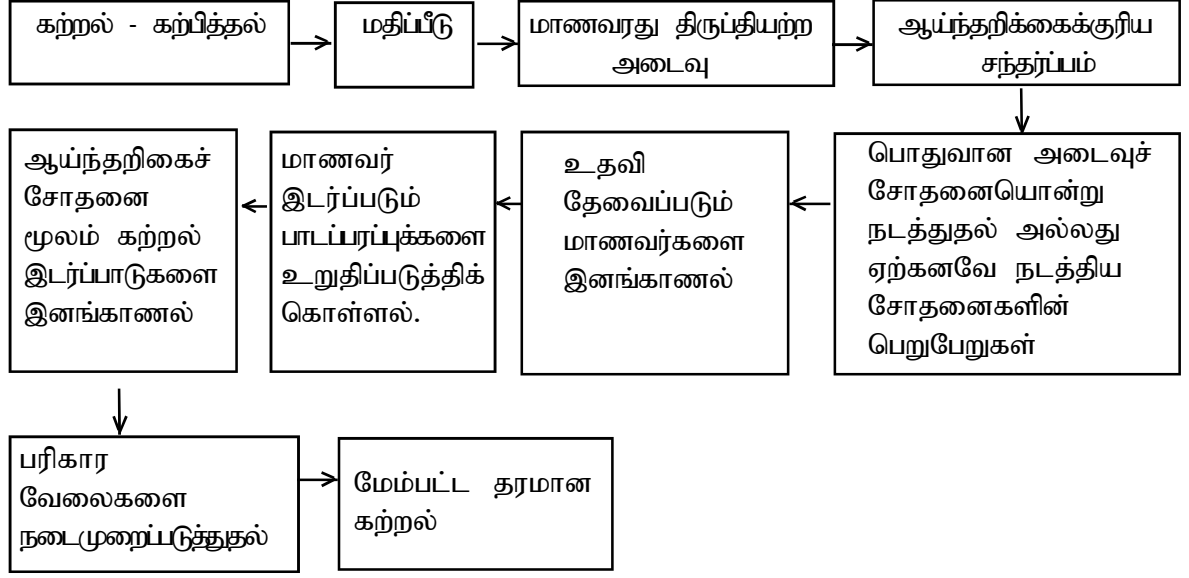 கற்றல் - கற்பித்தல்
மதிப்பீடு
மாணவரது திருப்தியற்ற
அடைவு
ஆய்ந்தறிக்கைக்குரிய
சந்தர்ப்பம்
பொதுவான அடைவுச்
சோதனையொன்று
நடத்துதல் அல்லது
ஏற்கனவே நடத்திய
சோதனைகளின்
பெறுபேறுகள்
உதவி
தேவைப்படும்
மாணவர்களை
இனங்காணல்
மாணவர்
இடர்ப்படும்
பாடப்பரப்புக்களை
உறுதிப்படுத்திக்
கொள்ளல்.
ஆய்ந்தறிகைச்
சோதனை
மூலம் கற்றல்
இடர்ப்பாடுகளை
இனங்காணல்
பரிகார
வேலைகளை
நடைமுறைப்படுத்துதல்
மேம்பட்ட தரமான
கற்றல்